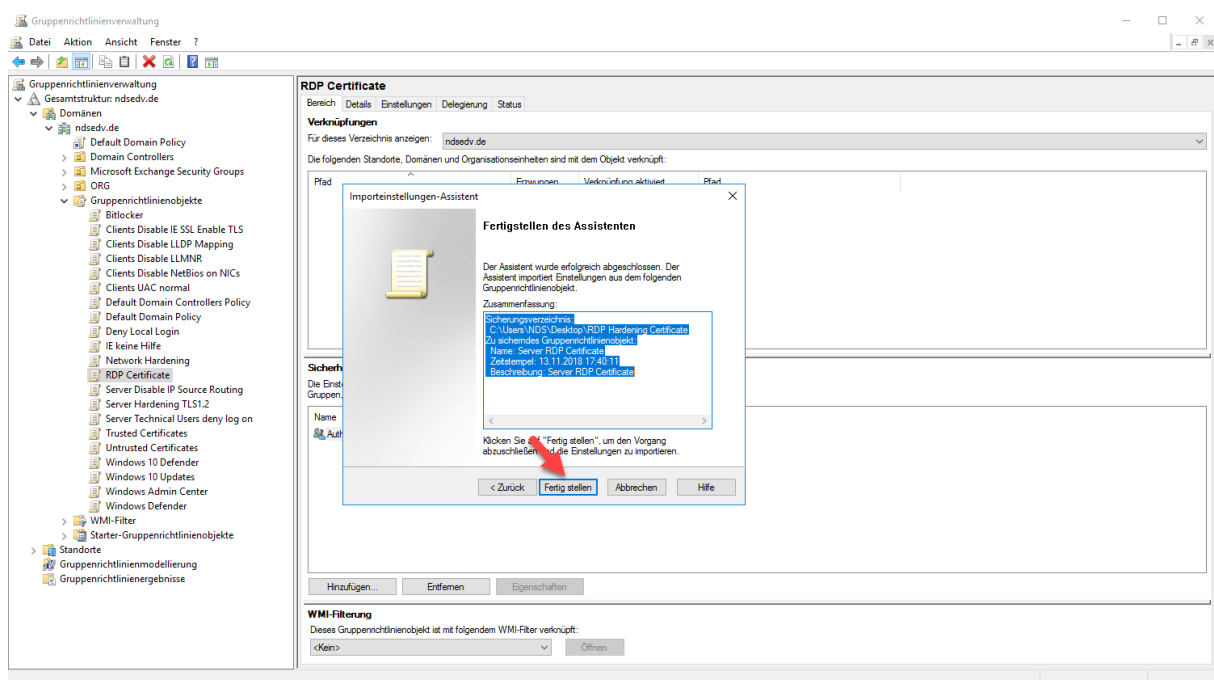 Gruppenrichtlinienverwaltung
Datei Aktion Ansicht Fenster ?
Gruppenrichtlinienverwaltung
Gesamtstruktur: ndsedv.de
Domänen
ndsedv.de
Default Domain Policy
Domain Controllers
Microsoft Exchange Security Groups
ORG
Gruppenrichtlinienobjekte
Bitlocker
Clients Disable IE SSL Enable TLS
Clients Disable LLDP Mapping
Clients Disable LLMNR
Clients Disable NetBios on NICs
Clients UAC normal
Default Domain Controllers Policy
Default Domain Policy
Deny Local Login
IE keine Hilfe
Network Hardening
RDP Certificate
Server Disable IP Source Routing
Server Hardening TLS1.2
Server Technical Users deny log on
Trusted Certificates
Untrusted Certificates
Windows 10 Defender
Windows 10 Updates
Windows Admin Center
Windows Defender
WMI-Filter
Starter-Gruppenrichtlinienobjekte
Standorte
Gruppenrichtlinienmodellierung
Gruppenrichtlinienergebnisse
RDP Certificate
Bereich Details Einstellungen Delegierung Status
Verknüpfungen
Für dieses Verzeichnis anzeigen: ndsedv.de
Die folgenden Standorte, Domänen und Organisationseinheiten sind mit dem Objekt verknüpft:
Pfad Erzwungen Verknüpfung aktiviert Pfad
Importeinstellungen-Assistent
Fertigstellen des Assistenten
Der Assistent wurde erfolgreich abgeschlossen. Der
Assistent importiert Einstellungen aus dem folgenden
Gruppenrichtlinienobjekt.
Zusammenfassung:
Sicherungsverzeichnis:
C:\Users\NDS\Desktop\RDP Hardening Certificate
Zu sicherndes Gruppenrichtlinienobjekt:
Name: Server RDP Certificate
Zeitstempel: 13.11.2018 17:40:11
Beschreibung: Server RDP Certificate
Klicken Sie auf "Fertig stellen", um den Vorgang
abzuschließen und die Einstellungen zu importieren.
< Zurück Fertig stellen Abbrechen Hilfe
Sicherh
Die Einst
Gruppen,
Name
Auth
Hinzufügen... Entfernen Eigenschaften
WMI-Filterung
Dieses Gruppenrichtlinienobjekt ist mit folgendem WMI-Filter verknüpft:
<Kein> Öffnen